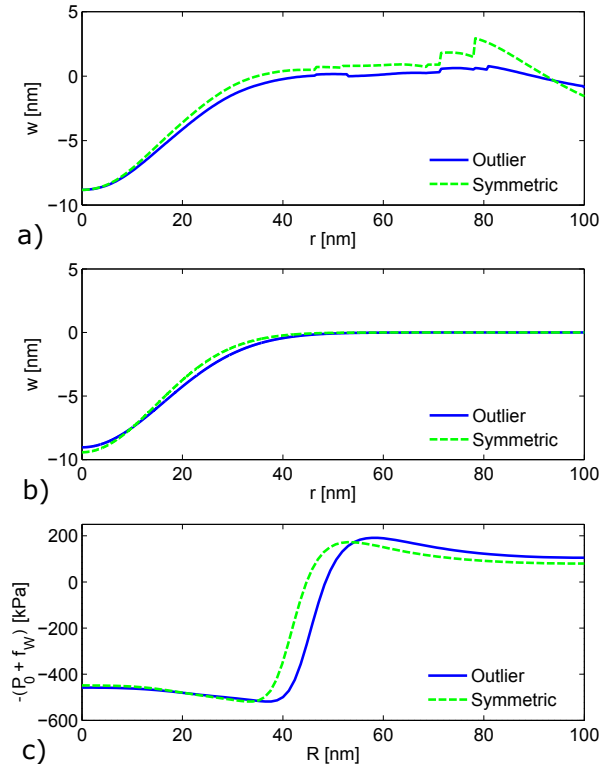 5
0
−5
−10
w [nm]
Outlier
Symmetric
0 20 40 60 80 100
a)
r [nm]
5
0
−5
−10
w [nm]
Outlier
Symmetric
0 20 40 60 80 100
b)
r [nm]
200
0
−200
−400
−600
-(P0 + fW) [kPa]
Outlier
Symmetric
0 20 40 60 80 100
c)
R [nm]